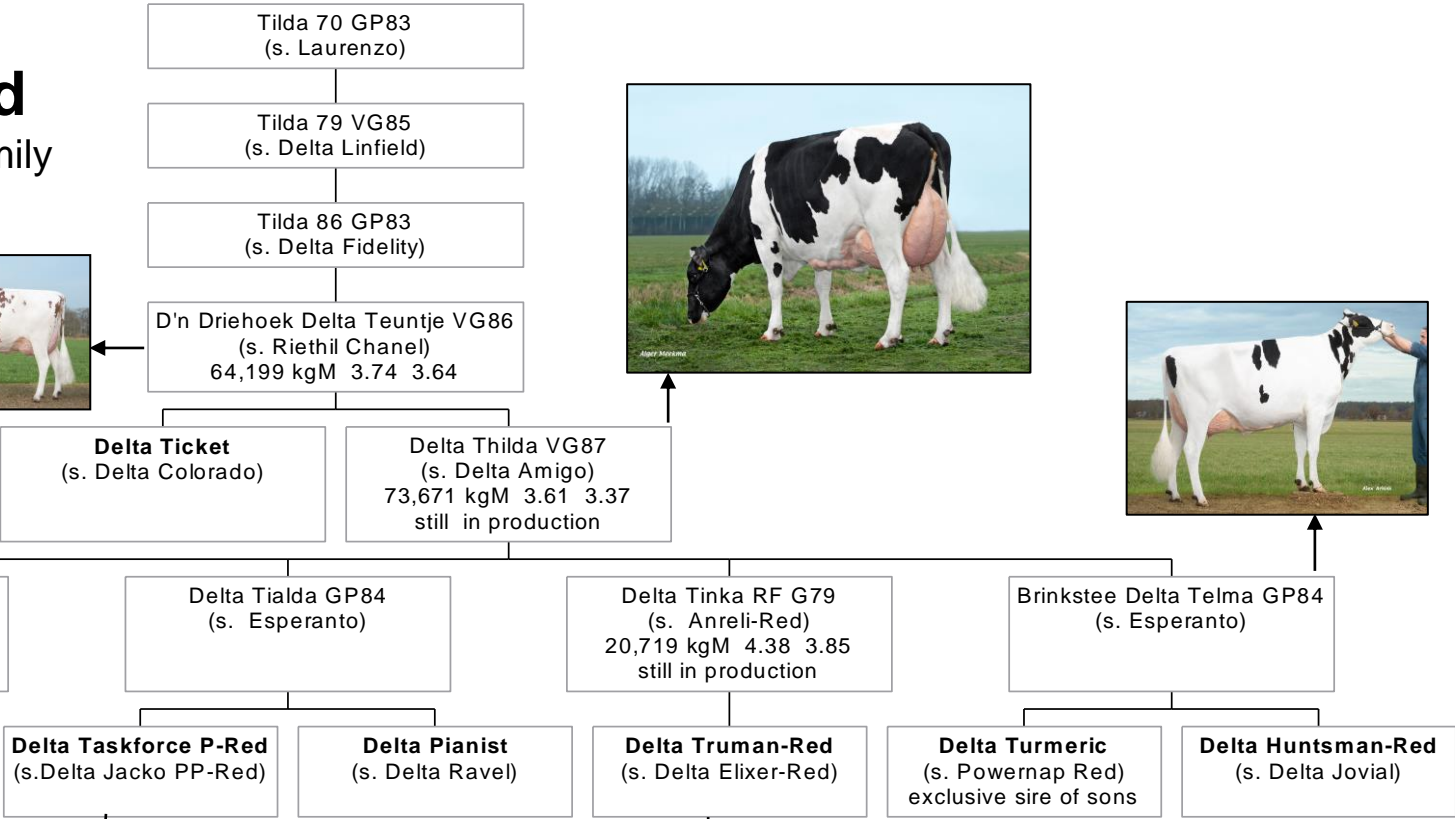 Tilda 70 GP83
(s. Laurenzo)
d
nily
Tilda 79 VG85
(s. Delta Linfield)
Tilda 86 GP83
(s. Delta Fidelity)
D'n Driehoek Delta Teuntje VG86
(s. Riethil Chanel)
64,199 kgM 3.74 3.64
Alger Meekma
Delta Ticket
(s. Delta Colorado)
Delta Thilda VG87
(s. Delta Amigo)
73,671 kgM 3.61 3.37
still in production
Alex Arkink
Delta Tialda GP84
(s. Esperanto)
Delta Tinka RF G79
(s. Anreli-Red)
20,719 kgM 4.38 3.85
still in production
Brinkstee Delta Telma GP84
(s. Esperanto)
Delta Taskforce P-Red
(s.Delta Jacko PP-Red)
Delta Pianist
(s. Delta Ravel)
Delta Truman-Red
(s. Delta Elixer-Red)
Delta Turmeric
(s. Powernap Red)
exclusive sire of sons
Delta Huntsman-Red
(s. Delta Jovial)